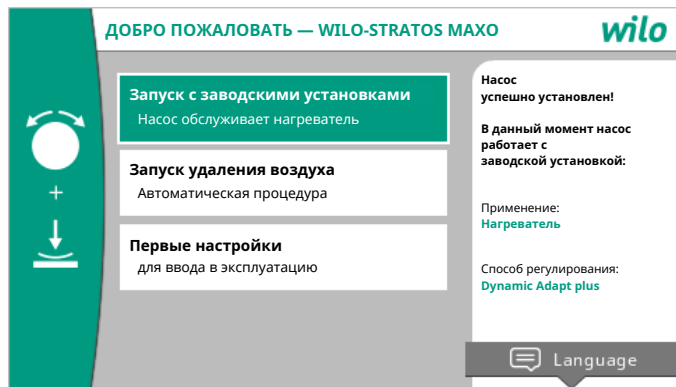 ДОБРО ПОЖАЛОВАТЬ — WILO-STRATOS MAXO
wilo
Запуск с заводскими установками
Насос обслуживает нагреватель
Запуск удаления воздуха
Автоматическая процедура
Первые настройки
для ввода в эксплуатацию
+
Насос
успешно установлен!
В данный момент насос
работает с
заводской установкой:
Применение:
Нагреватель
Способ регулирования:
Dynamic Adapt plus
Language